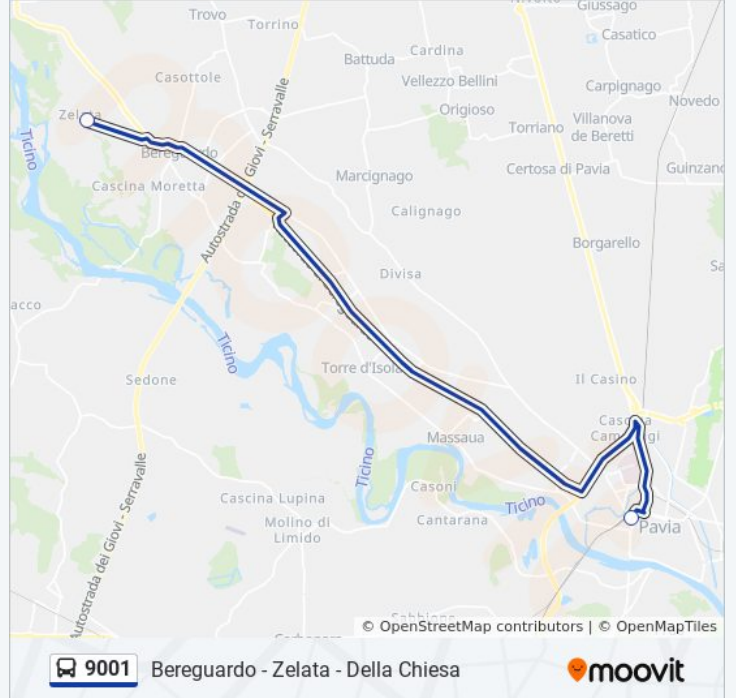 Giussago
Trovo
Torrino
Casatico
Cardina
Battuda
Casottole
Vellezzo Bellini
Carpignago
Novedo
Origioso
Villanova
de Beretti
Zelata
Torriano
Ticino
Bereguardo
Certosa di Pavia
Guinzano
Cascina Moretta
Marcignago
Autostrada dei Giovi - Serravalle
Calignago
Borgarello
Divisa
Ticino
Torre d'Isola
Sedone
Il Casino
Massaua
Ticino
Casoni
Cascina Lupina
Cantarana
Ticino
Molino di
Limido
Pavia
Autostrada dei Giovi - Serravalle
© OpenStreetMap contributors | © OpenMapTiles
9001 Bereguardo - Zelata - Della Chiesa
moovit